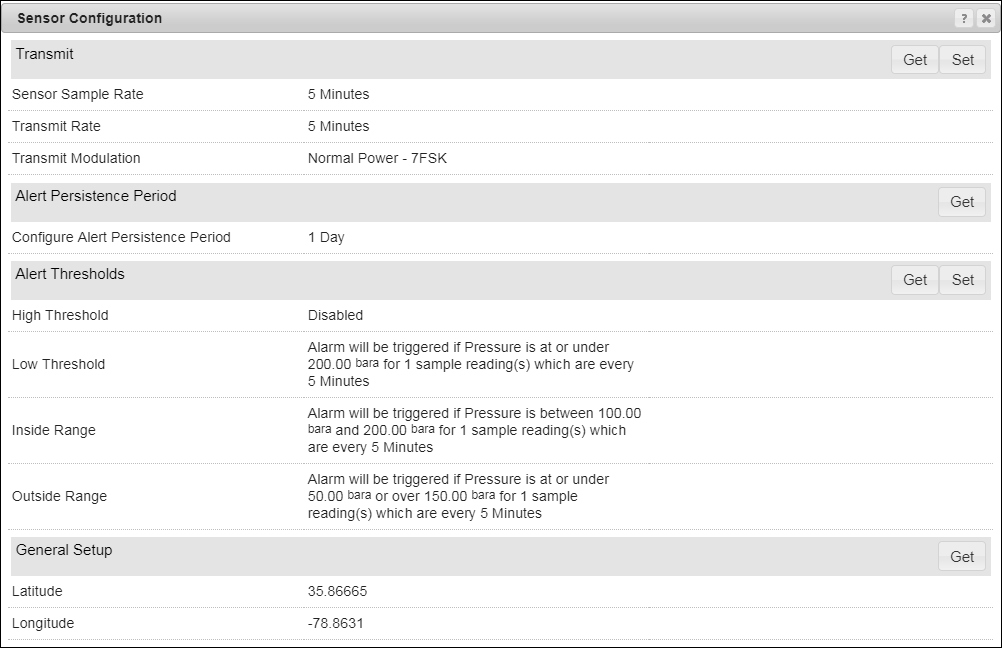 Sensor Configuration ? ✖
Transmit Get Set
Sensor Sample Rate 5 Minutes
Transmit Rate 5 Minutes
Transmit Modulation Normal Power - 7FSK
Alert Persistence Period Get
Configure Alert Persistence Period 1 Day
Alert Thresholds Get Set
High Threshold Disabled
Low Threshold
Alarm will be triggered if Pressure is at or under
200.00 bara for 1 sample reading(s) which are every
5 Minutes
Inside Range
Alarm will be triggered if Pressure is between 100.00
bara and 200.00 bara for 1 sample reading(s) which
are every 5 Minutes
Outside Range
Alarm will be triggered if Pressure is at or under
50.00 bara or over 150.00 bara for 1 sample
reading(s) which are every 5 Minutes
General Setup Get
Latitude 35.86665
Longitude -78.8631